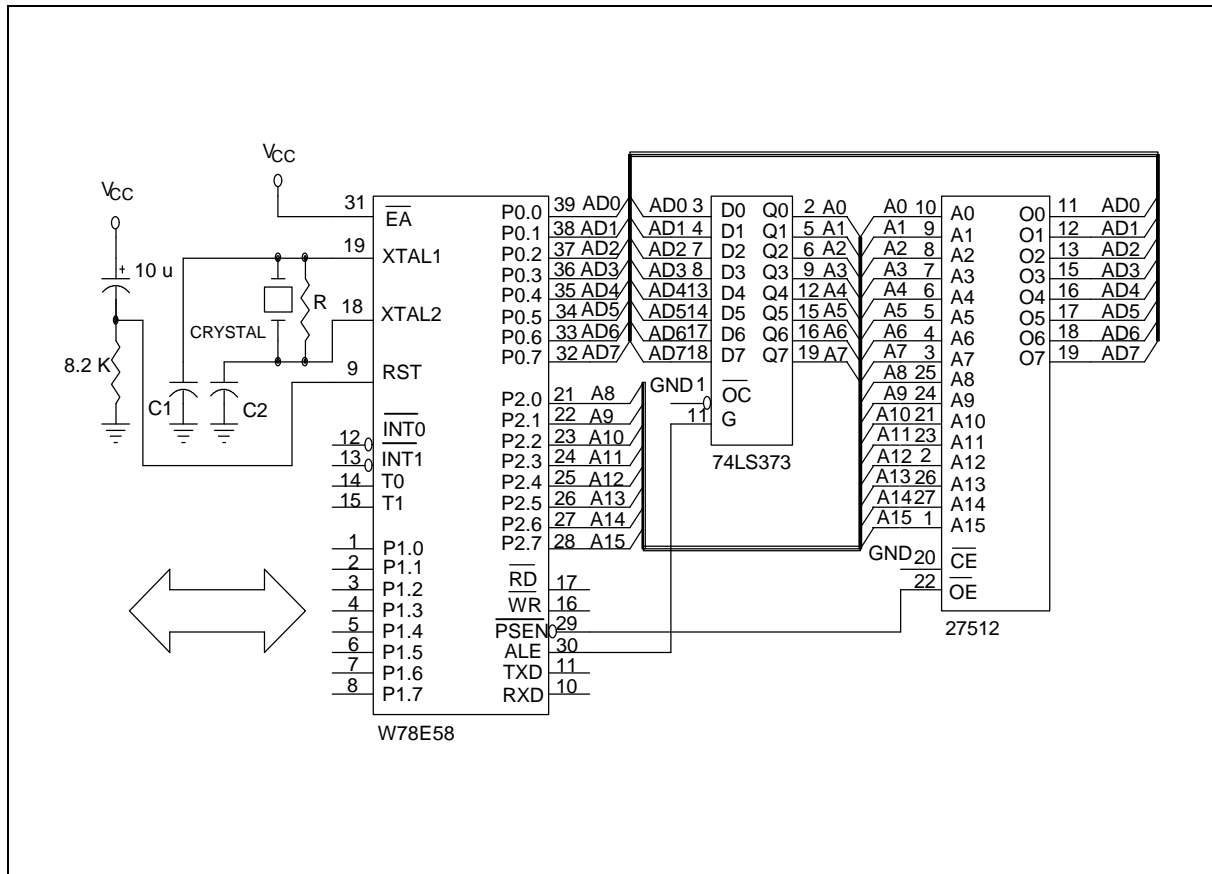 VCC
VCC
10 u
+
8.2 K
C1
C2
CRYSTAL
R
31 EA
19 XTAL1
18 XTAL2
9 RST
12 INT0
13 INT1
14 T0
15 T1
1 P1.0
2 P1.1
3 P1.2
4 P1.3
5 P1.4
6 P1.5
7 P1.6
8 P1.7
P0.0 39 AD0
P0.1 38 AD1
P0.2 37 AD2
P0.3 36 AD3
P0.4 35 AD4
P0.5 34 AD5
P0.6 33 AD6
P0.7 32 AD7
P2.0 21 A8
P2.1 22 A9
P2.2 23 A10
P2.3 24 A11
P2.4 25 A12
P2.5 26 A13
P2.6 27 A14
P2.7 28 A15
RD 17
WR 16
PSEN 29
ALE 30
TXD 11
RXD 10
W78E58
AD0 3 D0 Q0 2 A0
AD1 4 D1 Q1 5 A1
AD2 7 D2 Q2 6 A2
AD3 8 D3 Q3 9 A3
AD4 13 D4 Q4 12 A4
AD5 14 D5 Q5 15 A5
AD6 17 D6 Q6 16 A6
AD7 18 D7 Q7 19 A7
GND 1 OC
11 G
74LS373
A0 10 A0 O0 11 AD0
A1 9 A1 O1 12 AD1
A2 8 A2 O2 13 AD2
A3 7 A3 O3 15 AD3
A4 6 A4 O4 16 AD4
A5 5 A5 O5 17 AD5
A6 4 A6 O6 18 AD6
A7 3 A7 O7 19 AD7
A8 25 A8
A9 24 A9
A10 21 A10
A11 23 A11
A12 2 A12
A13 26 A13
A14 27 A14
A15 1 A15
GND 20 CE
22 OE
27512